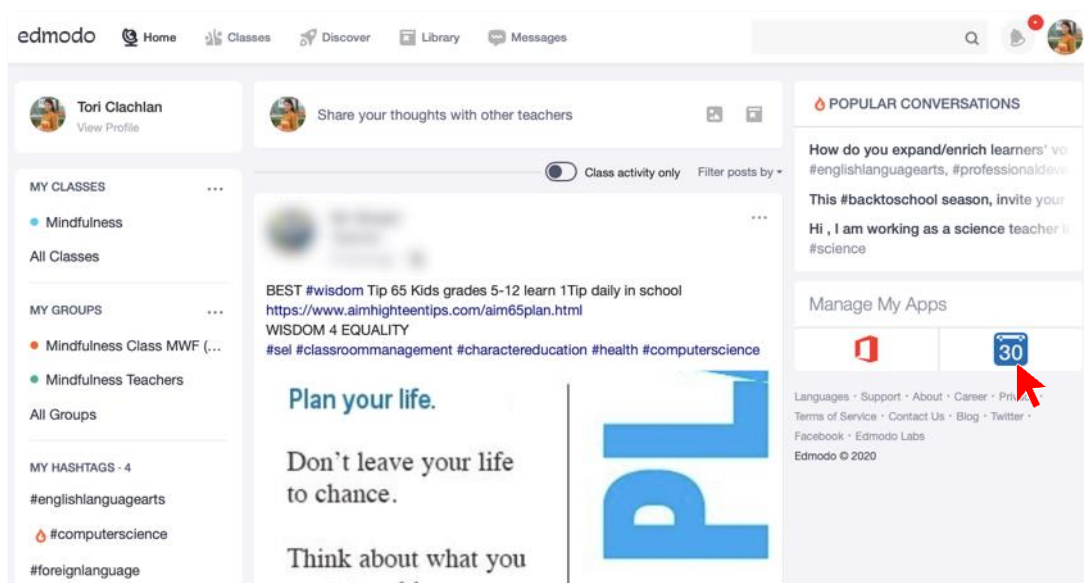 edmodo Home Classes Discover Library Messages
Tori Clachlan
View Profile
MY CLASSES ...
Mindfulness
All Classes
MY GROUPS ...
Mindfulness Class MWF (...
Mindfulness Teachers
All Groups
MY HASHTAGS · 4
#englishlanguagearts
#computerscience
#foreignlanguage
Share your thoughts with other teachers
Class activity only Filter posts by
...
BEST #wisdom Tip 65 Kids grades 5-12 learn 1Tip daily in school
https://www.aimhighteentips.com/aim65plan.html
WISDOM 4 EQUALITY
#sel #classroommanagement #charactereducation #health #computerscience
Plan your life.
Don't leave your life
to chance.
Think about what you
PL
POPULAR CONVERSATIONS
How do you expand/enrich learners'
#englishlanguagearts,
This #backtoschool season, invite your
Hi , I am working as a science teacher
#science
Manage My Apps
30
Languages · Support · About · Career ·
Terms of Service · Contact Us · Blog · Twitter ·
Facebook · Edmodo Labs
Edmodo © 2020